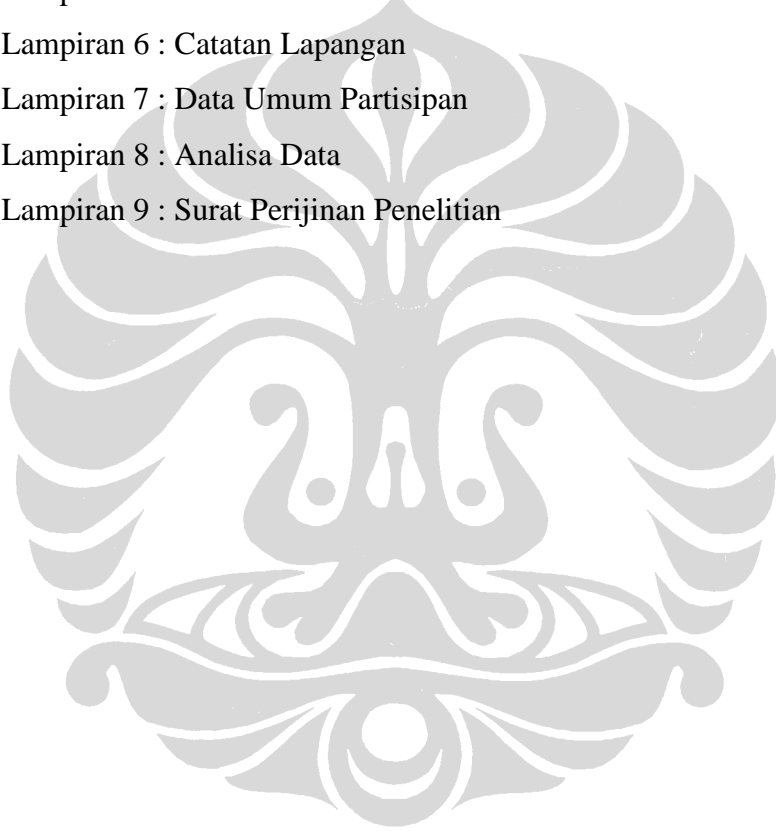 Lampiran 6 : Catatan Lapangan
Lampiran 7 : Data Umum Partisipan
Lampiran 8 : Analisa Data
Lampiran 9 : Surat Perijinan Penelitian